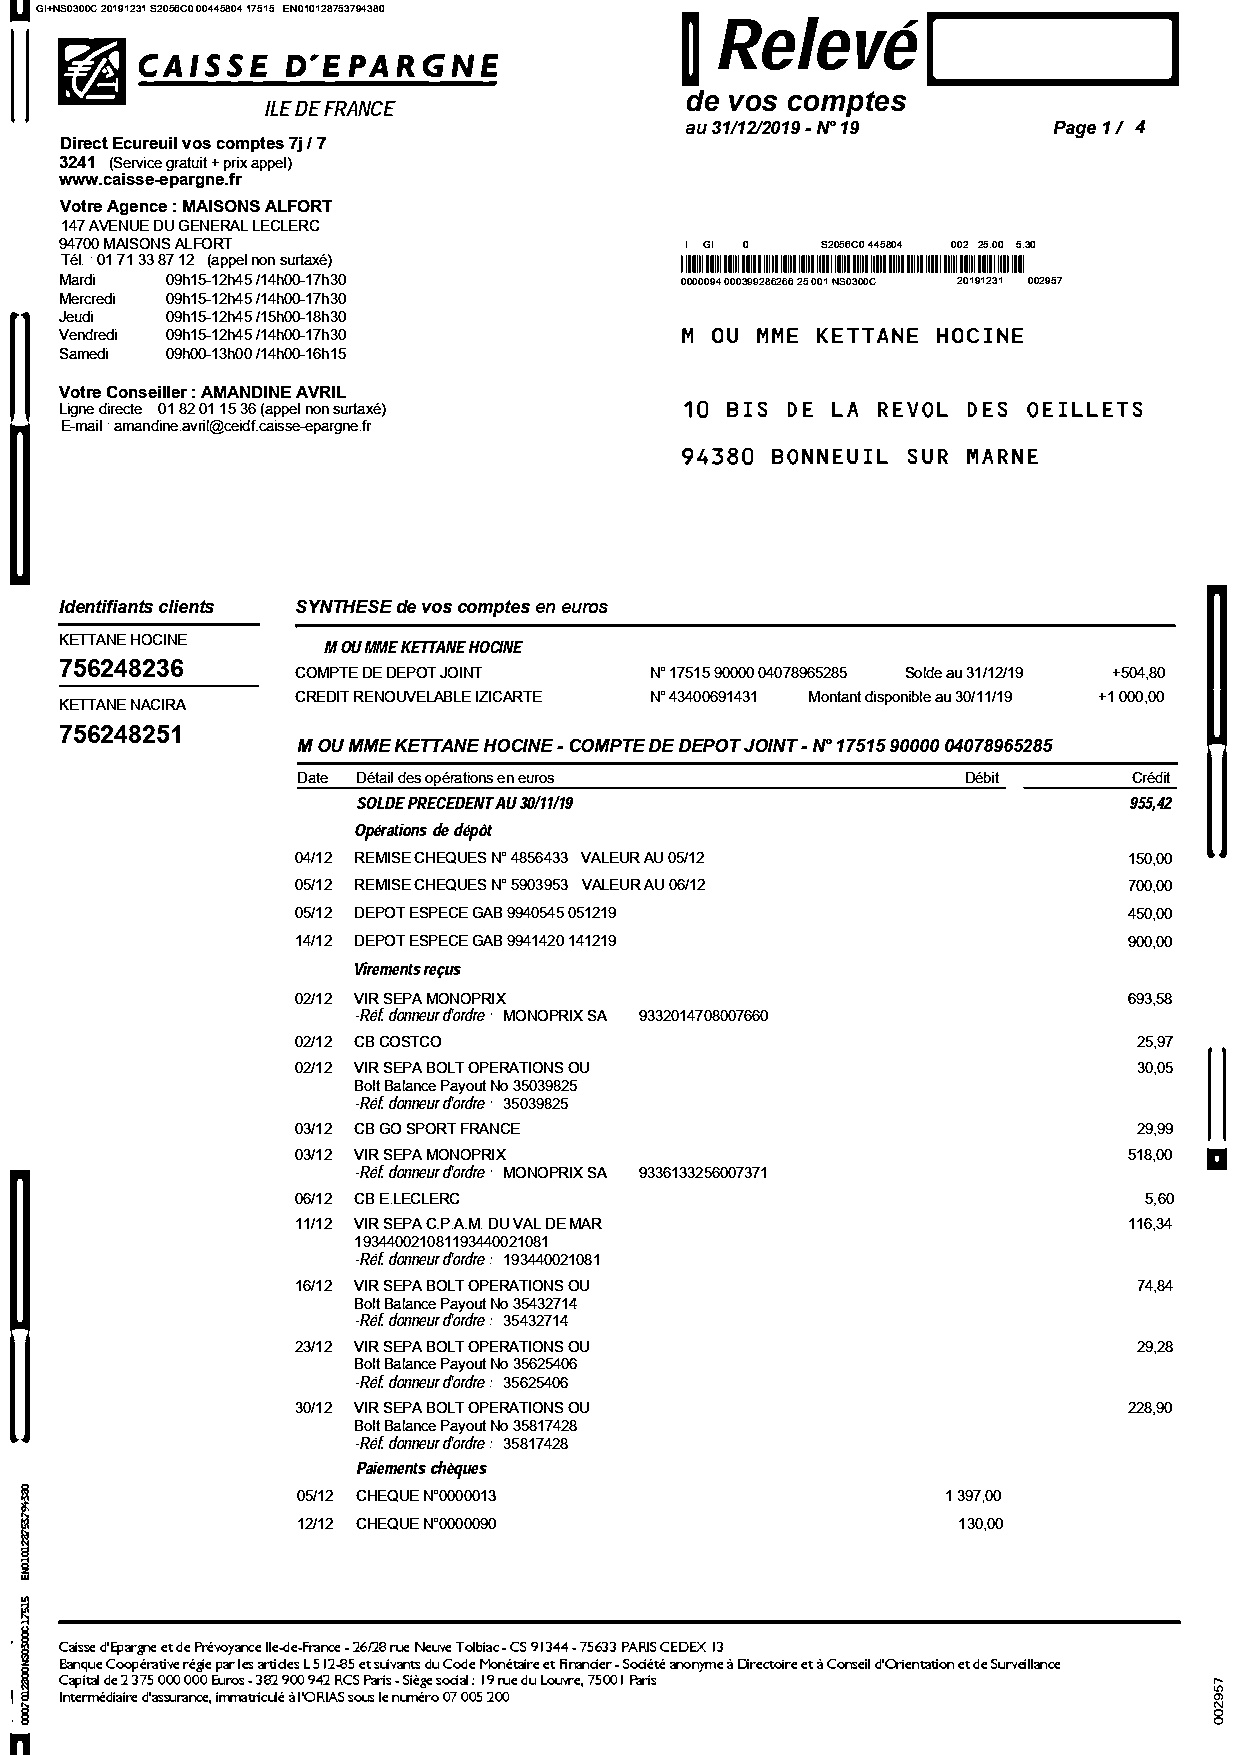 GI+NS0300C 20191231 S2056C0 00445804 17515 EN010128753794380
CAISSE D'EPARGNE
ILE DE FRANCE
Relevé
de vos comptes
au 31/12/2019 - N° 19 Page 1 / 4
Direct Ecureuil vos comptes 7j / 7
3241 (Service gratuit + prix appel)
www.caisse-epargne.fr
Votre Agence : MAISONS ALFORT
147 AVENUE DU GENERAL LECLERC
94700 MAISONS ALFORT
Tél. : 01 71 33 87 12 (appel non surtaxé)
Mardi 09h15-12h45 /14h00-17h30
Mercredi 09h15-12h45 /14h00-17h30
Jeudi 09h15-12h45 /15h00-18h30
Vendredi 09h15-12h45 /14h00-17h30
Samedi 09h00-13h00 /14h00-16h15
Votre Conseiller : AMANDINE AVRIL
Ligne directe 01 82 01 15 36 (appel non surtaxé)
E-mail : amandine.avril@ceidf.caisse-epargne.fr
I GI 0 S2056C0 445804 002 25.00 5.30
0000094 000399286266 25 001 NS0300C 20191231 002957
M OU MME KETTANE HOCINE
10 BIS DE LA REVOL DES OEILLETS
94380 BONNEUIL SUR MARNE
Identifiants clients
KETTANE HOCINE
756248236
KETTANE NACIRA
756248251
SYNTHESE de vos comptes en euros
M OU MME KETTANE HOCINE
COMPTE DE DEPOT JOINT N° 17515 90000 04078965285 Solde au 31/12/19 +504,80
CREDIT RENOUVELABLE IZICARTE N° 43400691431 Montant disponible au 30/11/19 +1 000,00
M OU MME KETTANE HOCINE - COMPTE DE DEPOT JOINT - N° 17515 90000 04078965285
Date Détail des opérations en euros Débit Crédit
SOLDE PRECEDENT AU 30/11/19 955,42
Opérations de dépôt
04/12 REMISE CHEQUES N° 4856433 VALEUR AU 05/12 150,00
05/12 REMISE CHEQUES N° 5903953 VALEUR AU 06/12 700,00
05/12 DEPOT ESPECE GAB 9940545 051219 450,00
14/12 DEPOT ESPECE GAB 9941420 141219 900,00
Virements reçus
02/12 VIR SEPA MONOPRIX 693,58
-Réf. donneur d'ordre : MONOPRIX SA 9332014708007660
02/12 CB COSTCO 25,97
02/12 VIR SEPA BOLT OPERATIONS OU 30,05
Bolt Balance Payout No 35039825
-Réf. donneur d'ordre : 35039825
03/12 CB GO SPORT FRANCE 29,99
03/12 VIR SEPA MONOPRIX 518,00
-Réf. donneur d'ordre : MONOPRIX SA 9336133256007371
06/12 CB E.LECLERC 5,60
11/12 VIR SEPA C.P.A.M. DU VAL DE MAR 116,34
193440021081193440021081
-Réf. donneur d'ordre : 193440021081
16/12 VIR SEPA BOLT OPERATIONS OU 74,84
Bolt Balance Payout No 35432714
-Réf. donneur d'ordre : 35432714
23/12 VIR SEPA BOLT OPERATIONS OU 29,28
Bolt Balance Payout No 35625406
-Réf. donneur d'ordre : 35625406
30/12 VIR SEPA BOLT OPERATIONS OU 228,90
Bolt Balance Payout No 35817428
-Réf. donneur d'ordre : 35817428
Paiements chèques
05/12 CHEQUE N°0000013 1 397,00
12/12 CHEQUE N°0000090 130,00
Caisse d'Epargne et de Prévoyance Ile-de-France - 26/28 rue Neuve Tolbiac - CS 91344 - 75633 PARIS CEDEX 13
Banque Coopérative régie par les articles L 512-85 et suivants du Code Monétaire et Financier - Société anonyme à Directoire et à Conseil d'Orientation et de Surveillance
Capital de 2 375 000 000 Euros - 382 900 942 RCS Paris - Siège social : 19 rue du Louvre, 75001 Paris
Intermédiaire d'assurance, immatriculé à l'ORIAS sous le numéro 07 005 200
EN010128753794380
002957